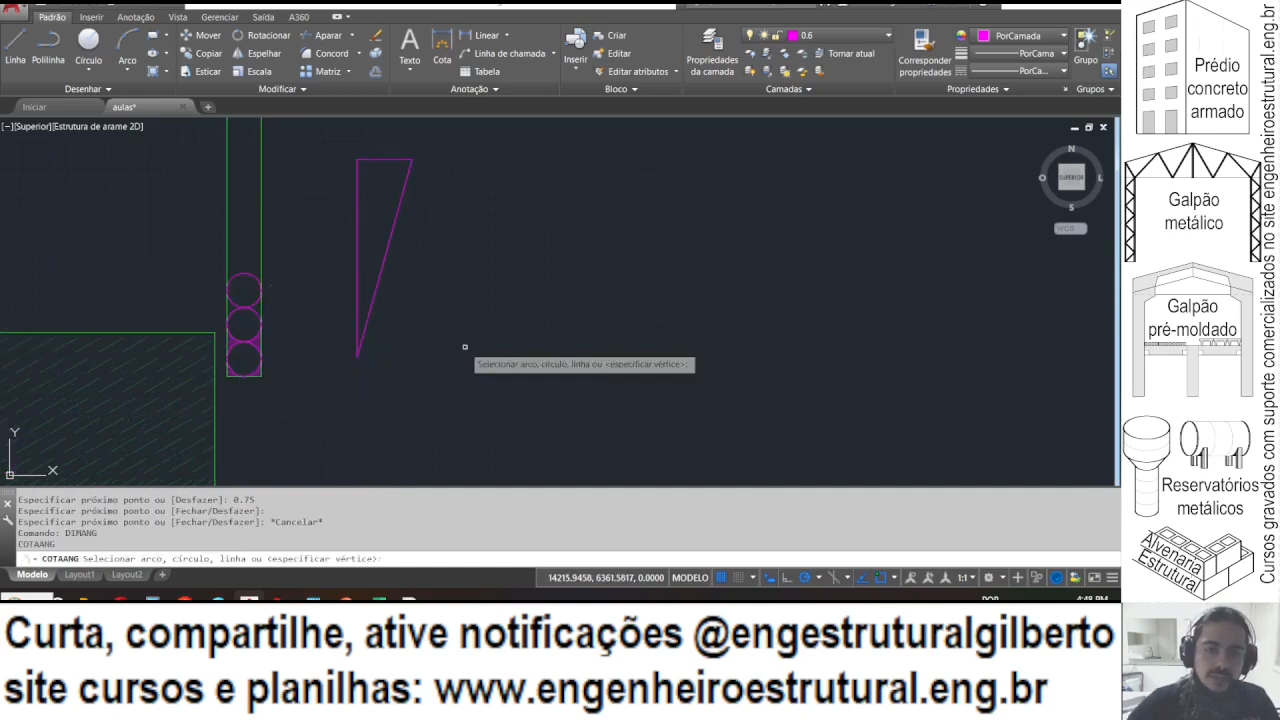 Padrão Inserir Anotação Vista Gerenciar Saída A360
Linha Polilinha Círculo Arco
Mover Rotacionar Aparar
Copiar Espelhar Concord
Esticar Escala Matriz
Texto Cota
Linear
Linha de chamada
Tabela
Inserir
Criar
Editar
Editar atributos
Propriedades
da camada
0.6
Tornar atual
Corresponder
propriedades
PorCamada
PorCama
PorCa...
Grupo
Desenhar Modificar Anotação Bloco Camadas Propriedades Grupos
Iniciar aulas*
[−][Superior][Estrutura de arame 2D]
N
O SUPERIOR L
S
WCS
Selecionar arco, círculo, linha ou <especificar vértice>:
Y
X
Especificar próximo ponto ou [Desfazer]: 0.75
Especificar próximo ponto ou [Fechar/Desfazer]:
Especificar próximo ponto ou [Fechar/Desfazer]: *Cancelar*
Comando: DIMANG
COTAANG
COTAANG Selecionar arco, círculo, linha ou <especificar vértice>:
Modelo Layout1 Layout2 +
14215.9458, 6361.5817, 0.0000 MODELO 1:1
Prédio
concreto
armado
Galpão
metálico
Galpão
pré-moldado
Reservatórios
metálicos
Alvenaria
Estrutural
Cursos gravados com suporte comercializados no site engenheiroestrutural.eng.br
Curta, compartilhe, ative notificações @engestruturalgilberto
site cursos e planilhas: www.engenheiroestrutural.eng.br